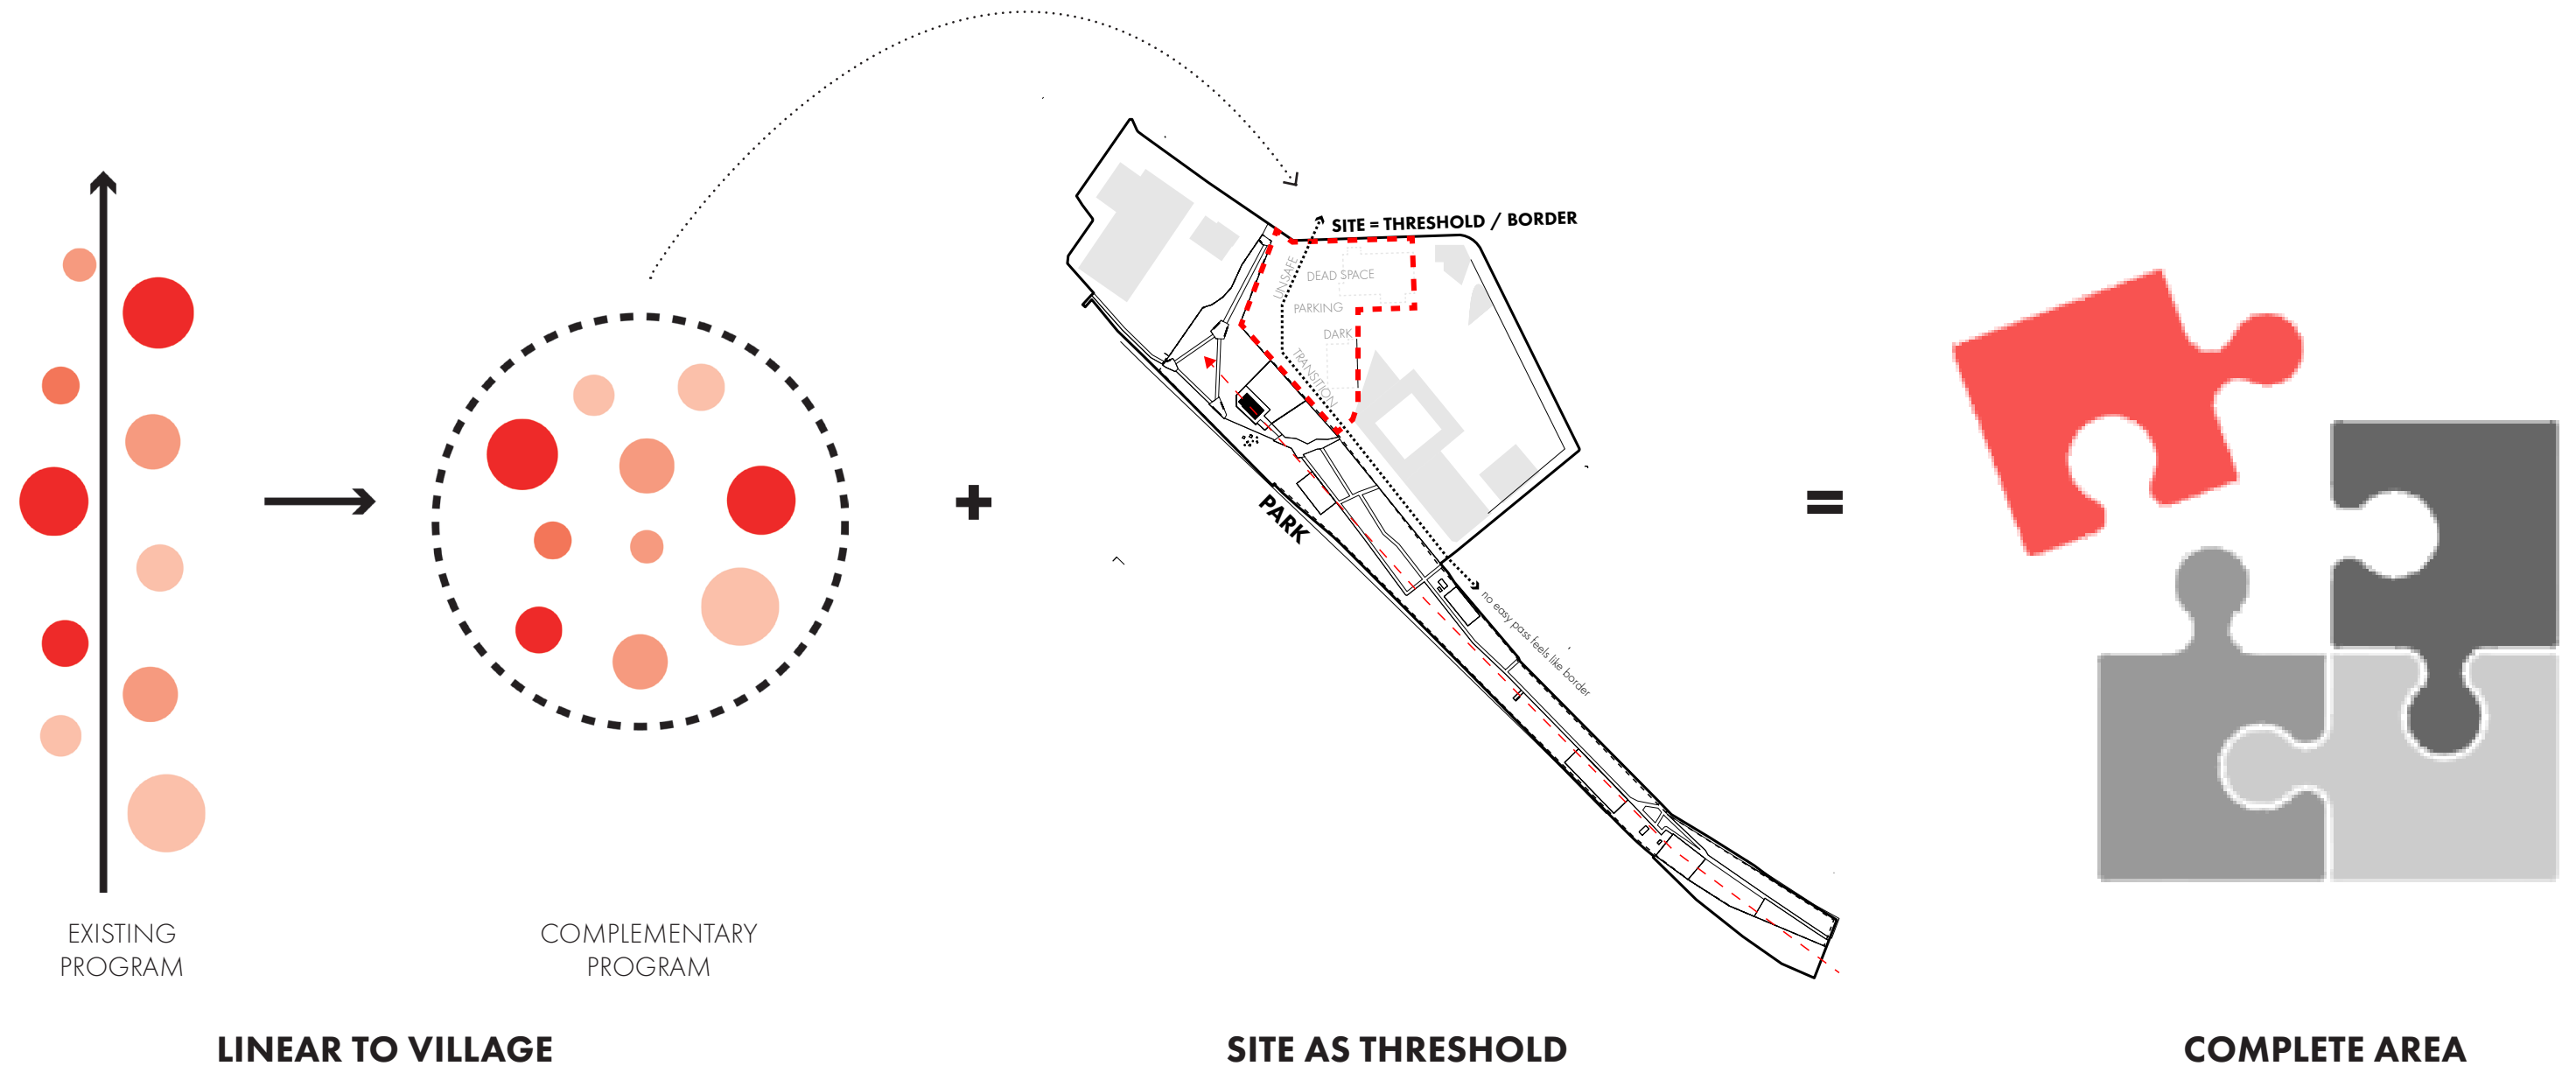 SITE = THRESHOLD / BORDER
UNSAFE
DEAD SPACE
PARKING
DARK
TRANSITION
PARK
no easy pass feels like border
+
=
EXISTING
PROGRAM
COMPLEMENTARY
PROGRAM
LINEAR TO VILLAGE
SITE AS THRESHOLD
COMPLETE AREA